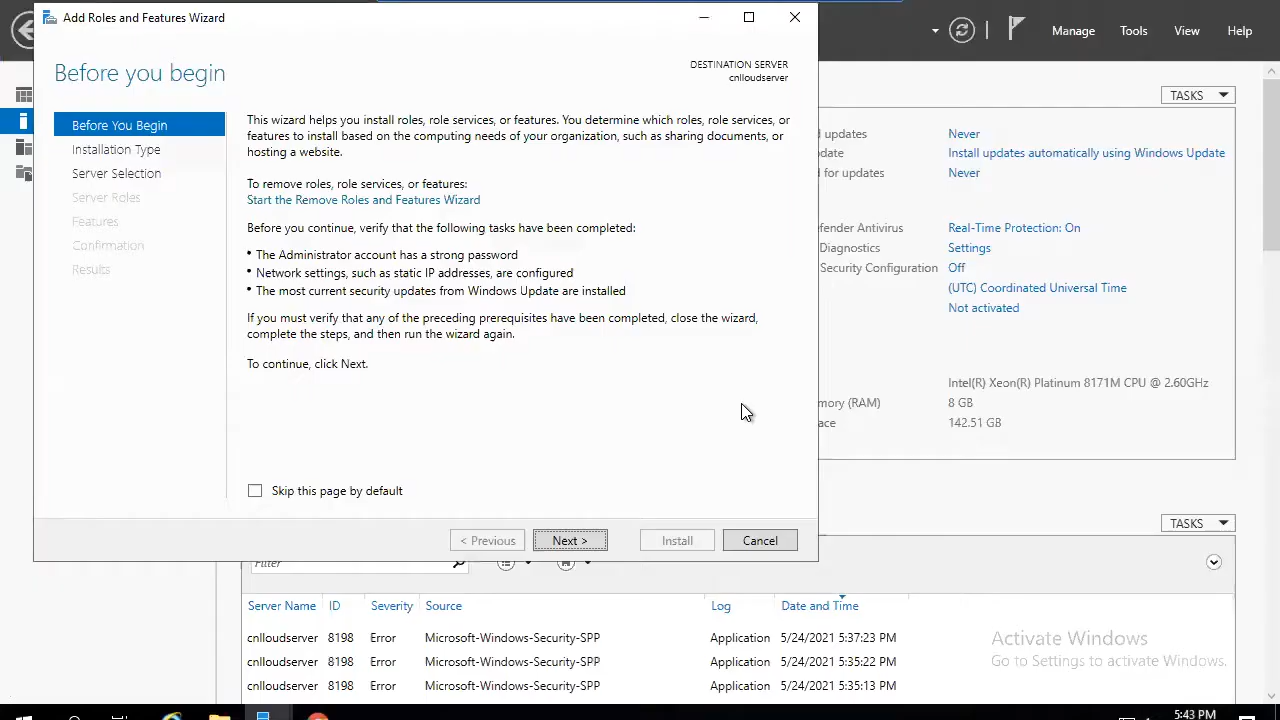 Add Roles and Features Wizard
Manage
Tools
View
Help
Before you begin
DESTINATION SERVER
cnlloudserver
Before You Begin
Installation Type
Server Selection
Server Roles
Features
Confirmation
Results
This wizard helps you install roles, role services, or features. You determine which roles, role services, or
features to install based on the computing needs of your organization, such as sharing documents, or
hosting a website.
To remove roles, role services, or features:
Start the Remove Roles and Features Wizard
Before you continue, verify that the following tasks have been completed:
• The Administrator account has a strong password
• Network settings, such as static IP addresses, are configured
• The most current security updates from Windows Update are installed
If you must verify that any of the preceding prerequisites have been completed, close the wizard,
complete the steps, and then run the wizard again.
To continue, click Next.
Skip this page by default
< Previous
Next >
Install
Cancel
TASKS
updates Never
Install updates automatically using Windows Update
for updates Never
Antivirus Real-Time Protection: On
Diagnostics Settings
Security Configuration Off
(UTC) Coordinated Universal Time
Not activated
Intel(R) Xeon(R) Platinum 8171M CPU @ 2.60GHz
(RAM) 8 GB
142.51 GB
TASKS
Filter
Server Name ID Severity Source Log Date and Time
cnlloudserver 8198 Error Microsoft-Windows-Security-SPP Application 5/24/2021 5:37:23 PM
cnlloudserver 8198 Error Microsoft-Windows-Security-SPP Application 5/24/2021 5:35:22 PM
cnlloudserver 8198 Error Microsoft-Windows-Security-SPP Application 5/24/2021 5:35:13 PM
Activate Windows
Go to Settings to activate Windows.
5:43 PM